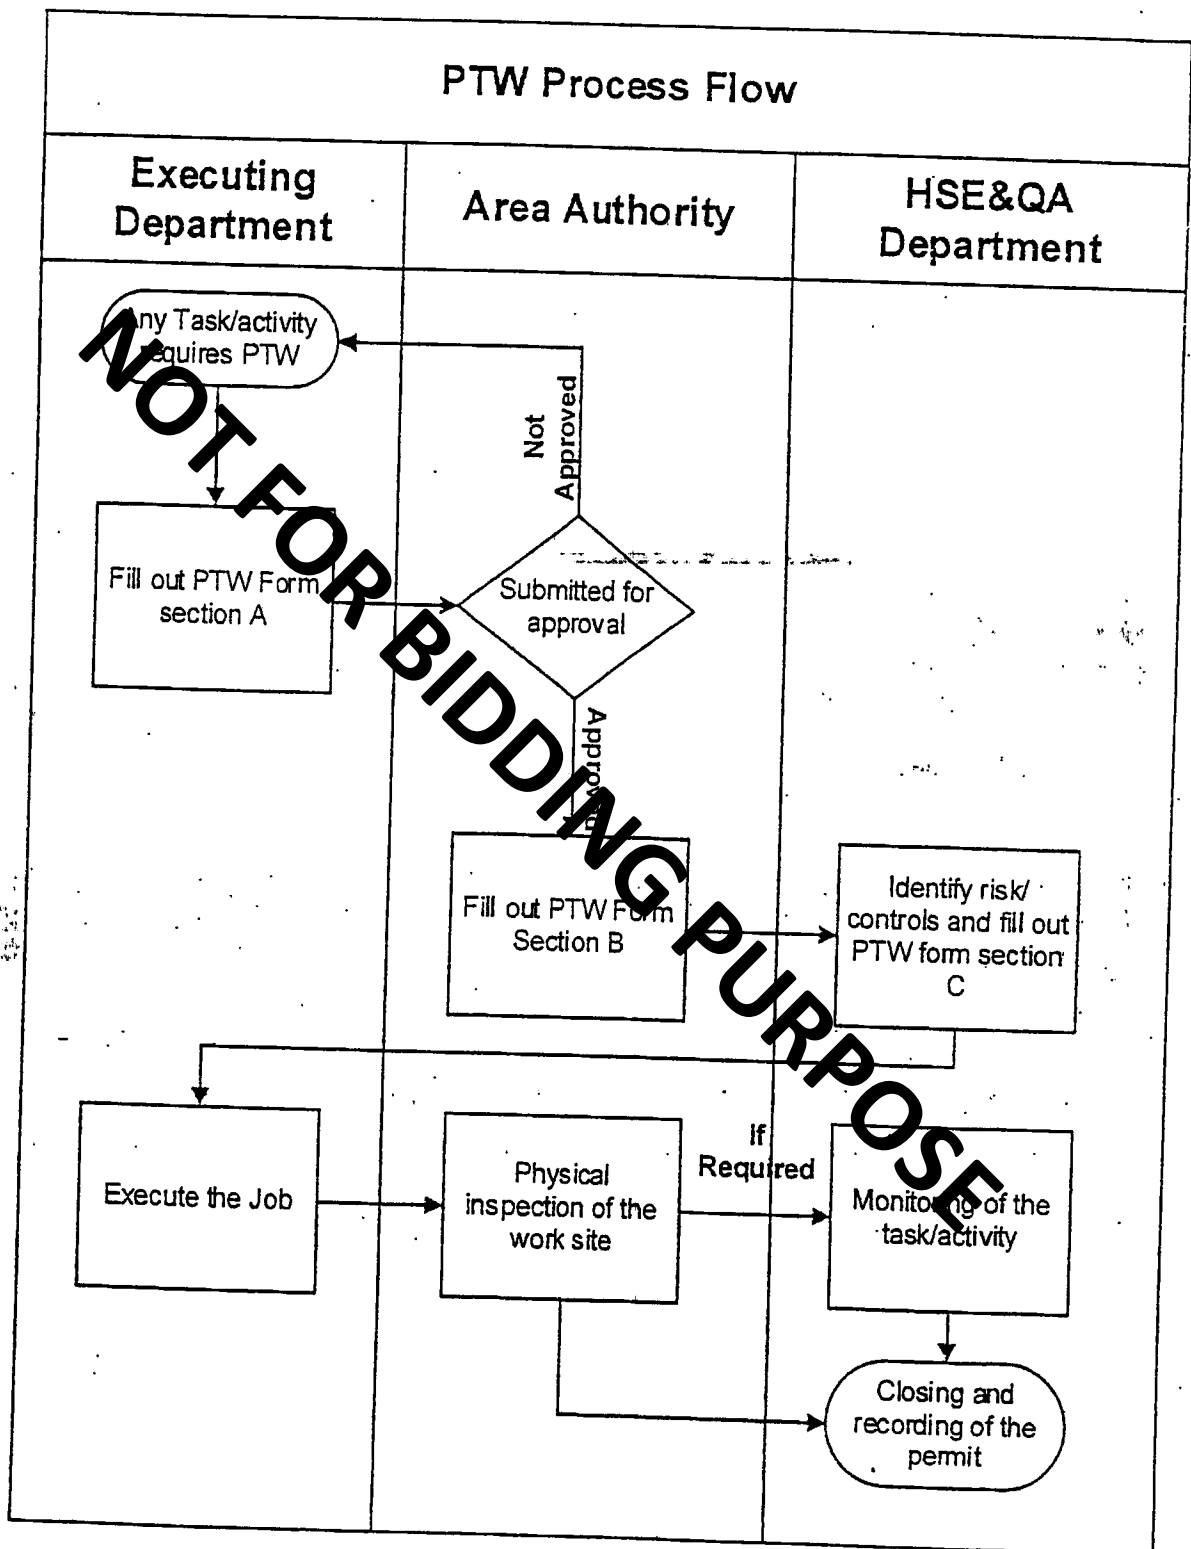 PTW Process Flow
Executing
Department
Area Authority
HSE&QA
Department
Any Task/activity
requires PTW
Not
Approved
Fill out PTW Form
section A
Submitted for
approval
Approved
Fill out PTW Form
Section B
Identify risk/
controls and fill out
PTW form section
C
Execute the Job
Physical
inspection of the
work site
If
Required
Monitoring of the
task/activity
Closing and
recording of the
permit
NOT FOR BIDDING PURPOSE